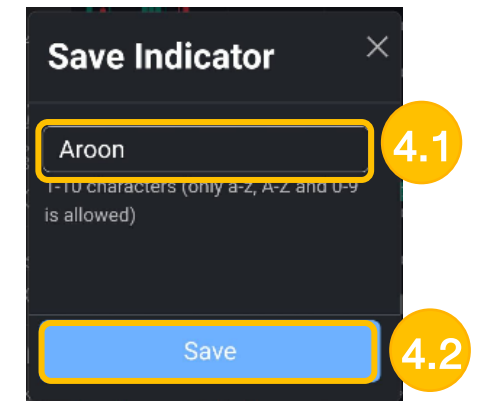 Save Indicator
Aroon
4.1
1-10 characters (only a-z, A-Z and 0-9
is allowed)
Save
4.2